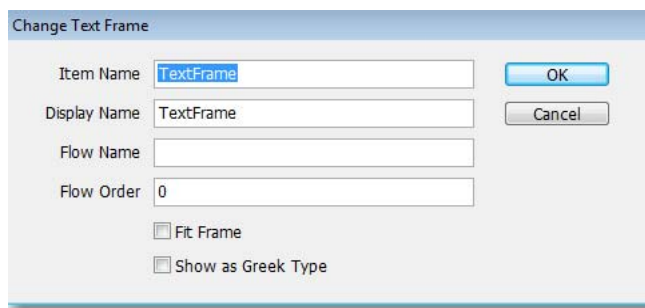 Change Text Frame
Item Name TextFrame OK
Display Name TextFrame Cancel
Flow Name
Flow Order 0
Fit Frame
Show as Greek Type